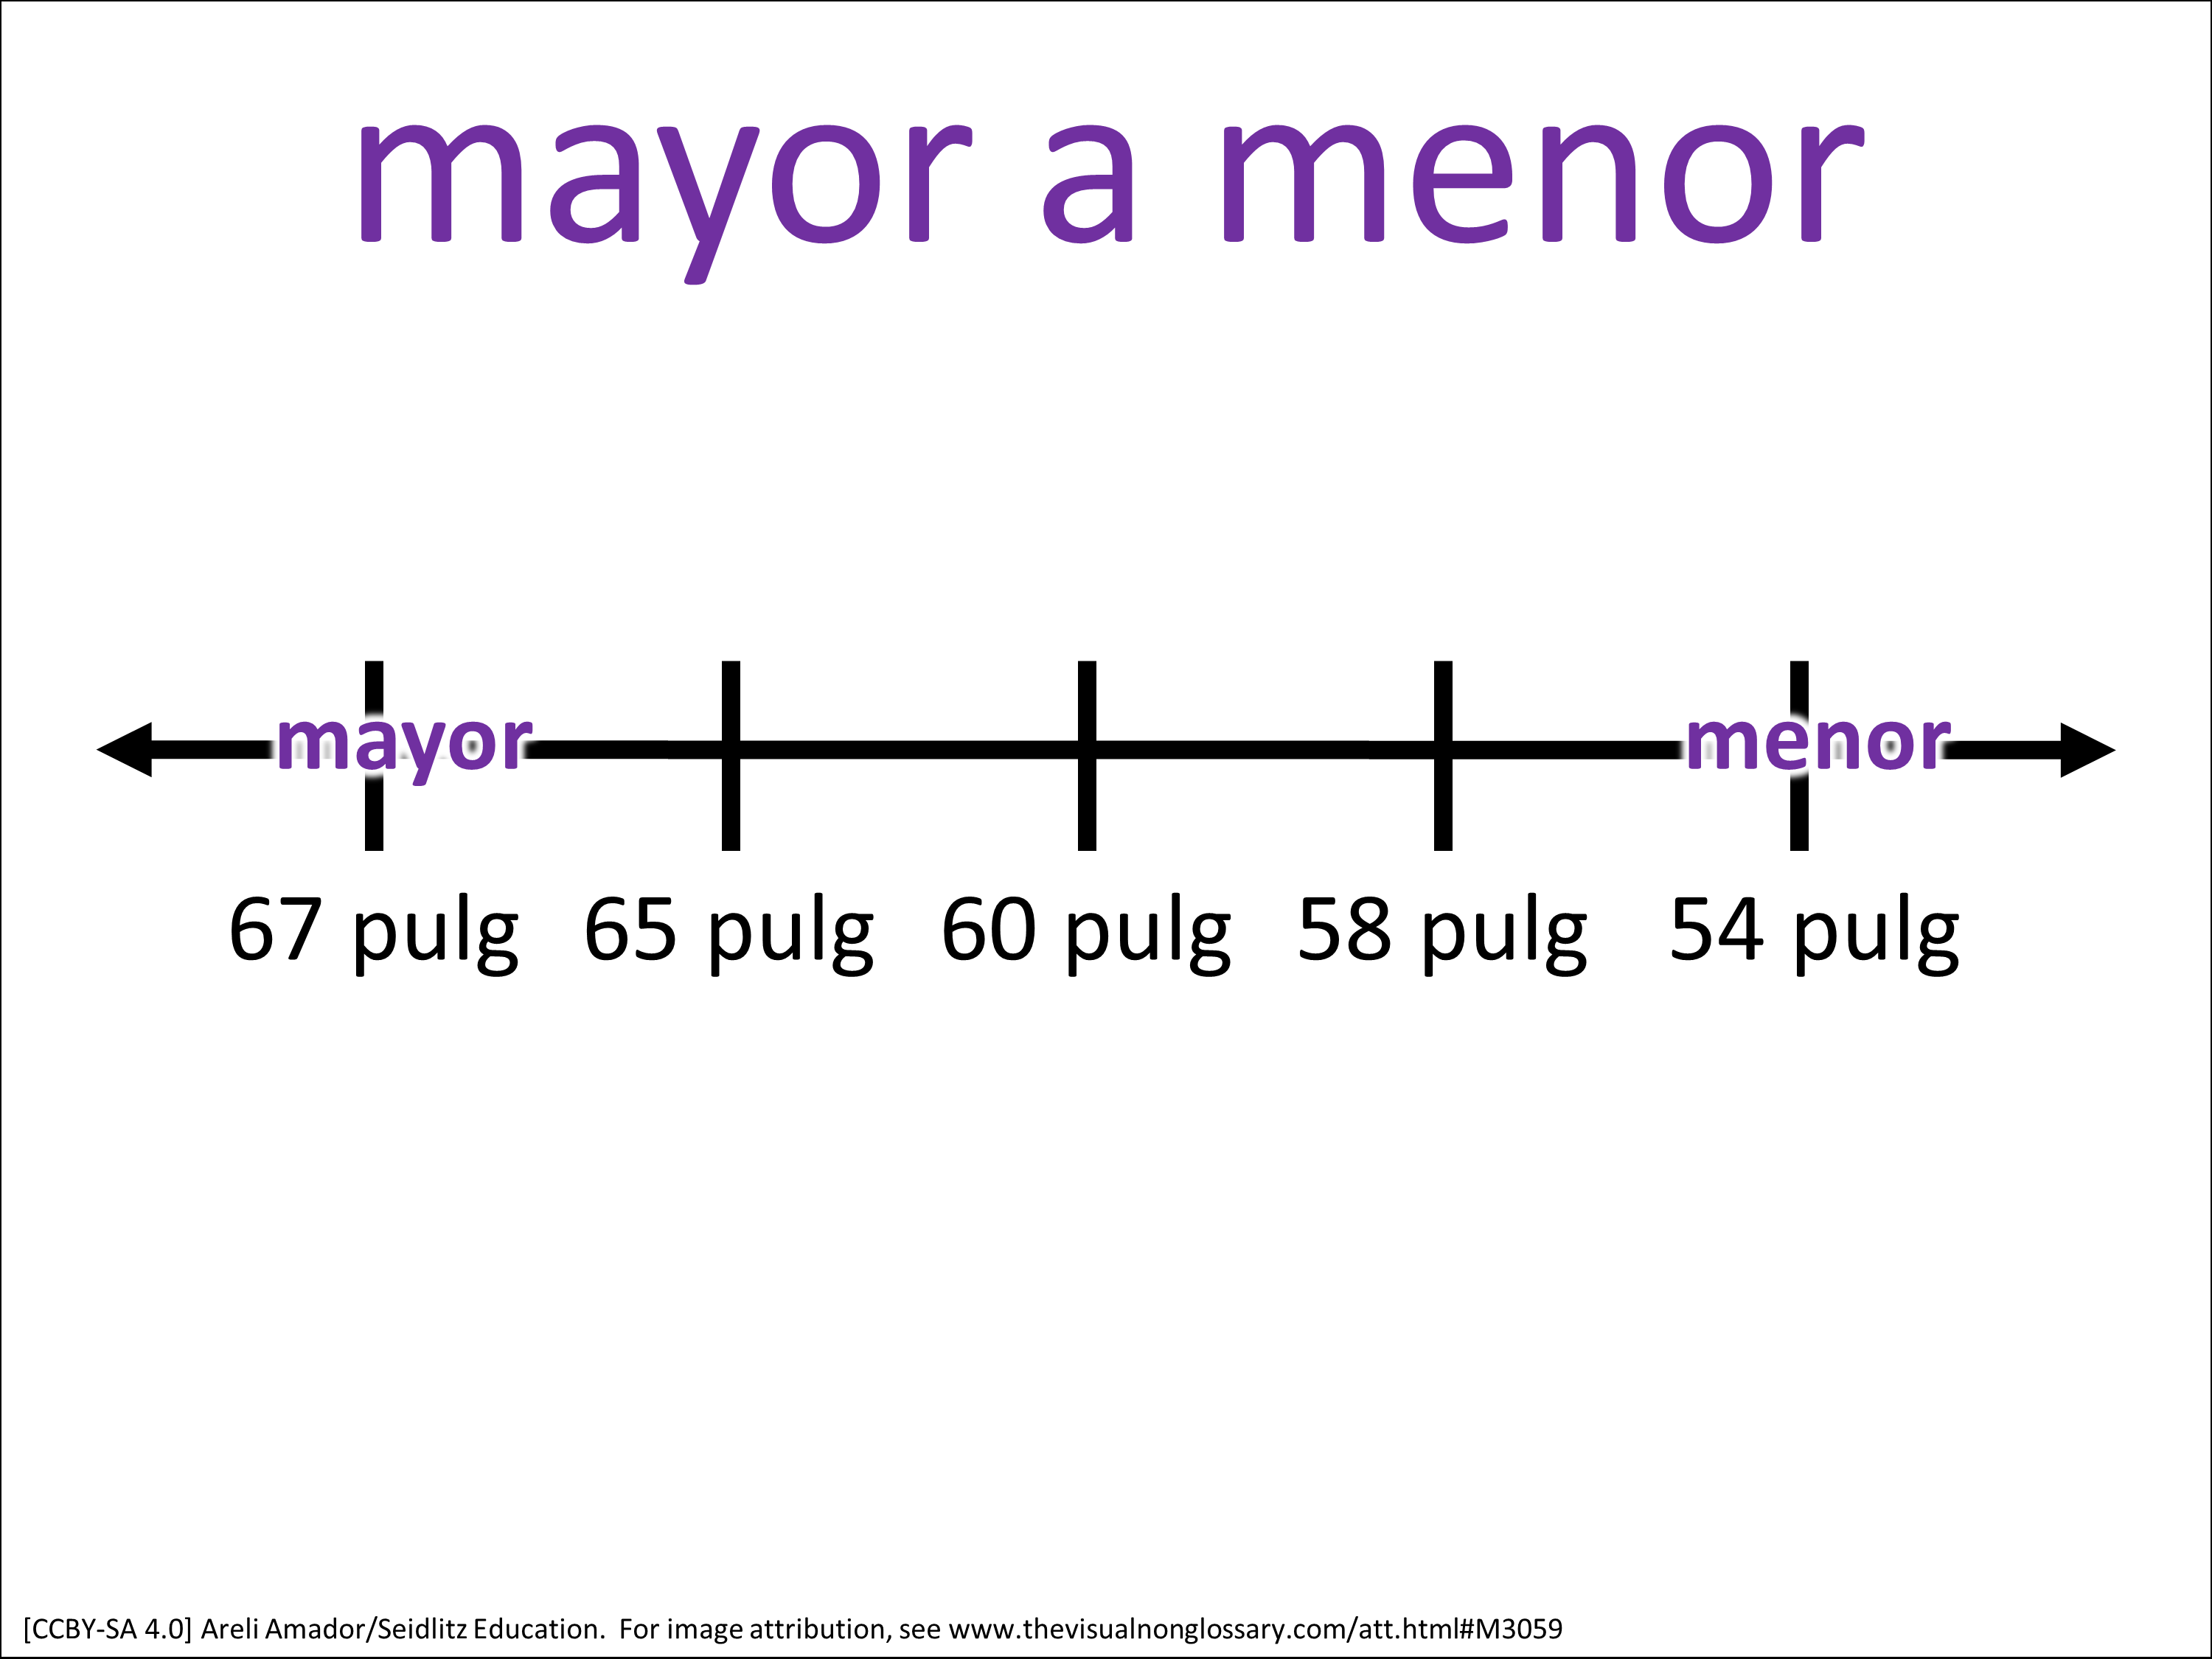 mayor a menor
mayor menor
67 pulg 65 pulg 60 pulg 58 pulg 54 pulg
[CCBY-SA 4.0] Areli Amador/Seidlitz Education.  For image attribution, see www.thevisualnonglossary.com/att.html#M3059